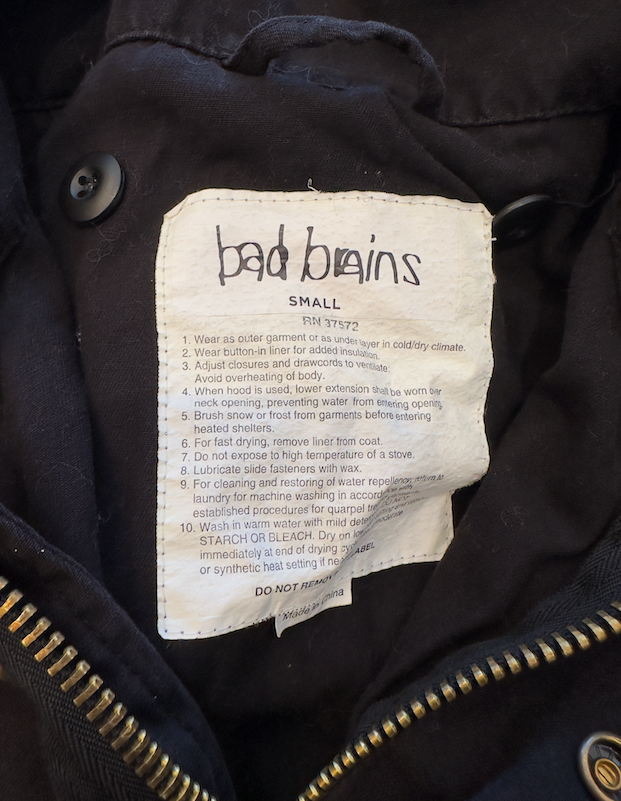 bad brains
SMALL
RN 37572
1. Wear as outer garment or as under layer in cold/dry climate.
2. Wear button-in liner for added insulation.
3. Adjust closures and drawcords to ventilate.
Avoid overheating of body.
4. When hood is used, lower extension shall be worn over
neck opening, preventing water from entering opening.
5. Brush snow or frost from garments before entering
heated shelters.
6. For fast drying, remove liner from coat.
7. Do not expose to high temperature of a stove.
8. Lubricate slide fasteners with wax.
9. For cleaning and restoring of water repellency, return to
laundry for machine washing in accord with
established procedures for quarpel
10. Wash in warm water with mild NOT
STARCH OR BLEACH. Dry on
immediately at end of drying
or synthetic heat setting if
DO NOT REMOVE LABEL
Made in China